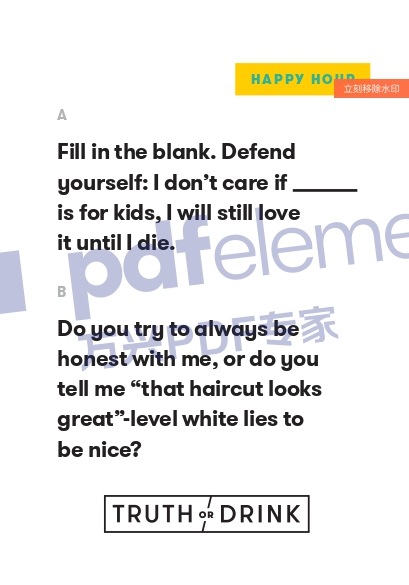 HAPPY HOUR
立刻移除水印
A
Fill in the blank. Defend
yourself: I don’t care if ______
is for kids, I will still love
it until I die.
pdfeleme
B
Do you try to always be
万兴PDF专家
honest with me, or do you
tell me “that haircut looks
great”-level white lies to
be nice?
TRUTH OR DRINK